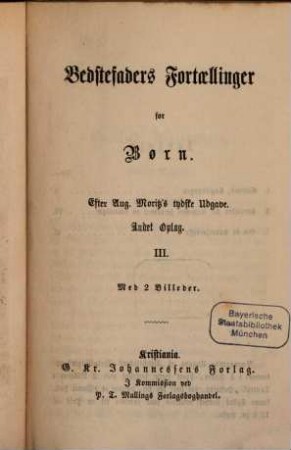 Bedstefaders Fortællinger
for
Børn.
Efter Aug. Moritz's tydske Udgave.
Andet Oplag.
III.
Med 2 Billeder.
Bayerische
Staatsbibliothek
München
Kristiania.
G. Kr. Johannessens Forlag.
I Kommission ved
P. T. Mallings Forlagsboghandel.